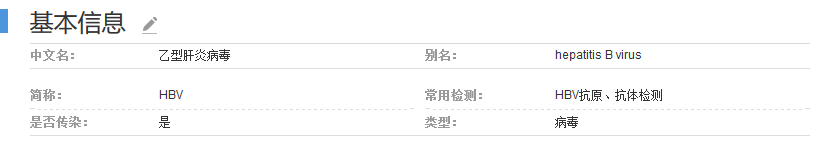 基本信息
中文名： 乙型肝炎病毒 别名： hepatitis B virus
简称： HBV 常用检测： HBV抗原、抗体检测
是否传染： 是 类型： 病毒